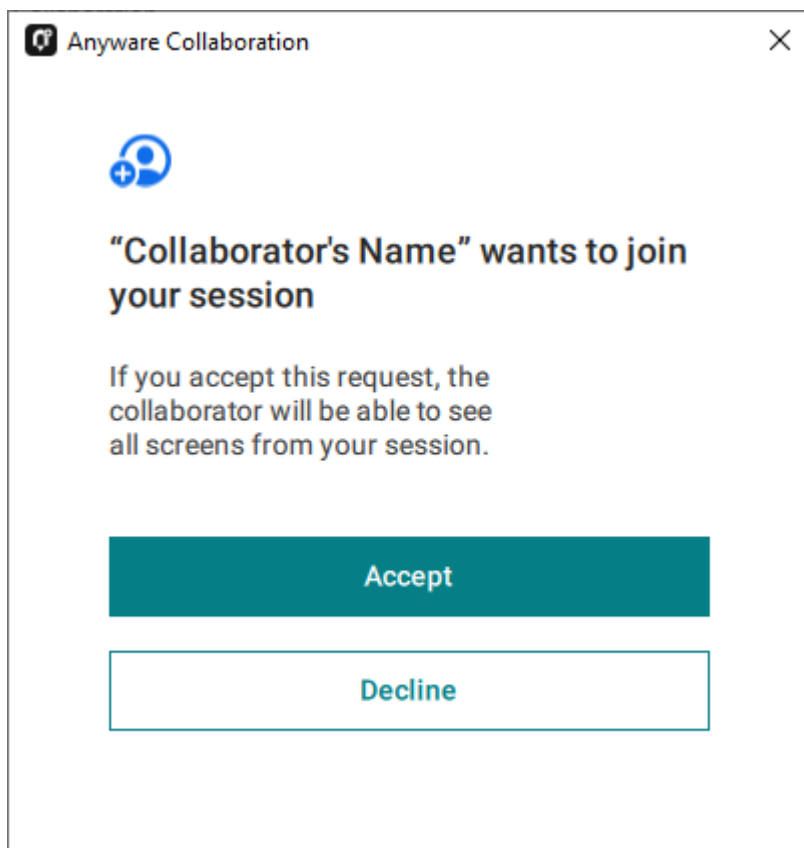 Anyware Collaboration
“Collaborator's Name” wants to join
your session
If you accept this request, the
collaborator will be able to see
all screens from your session.
Accept
Decline